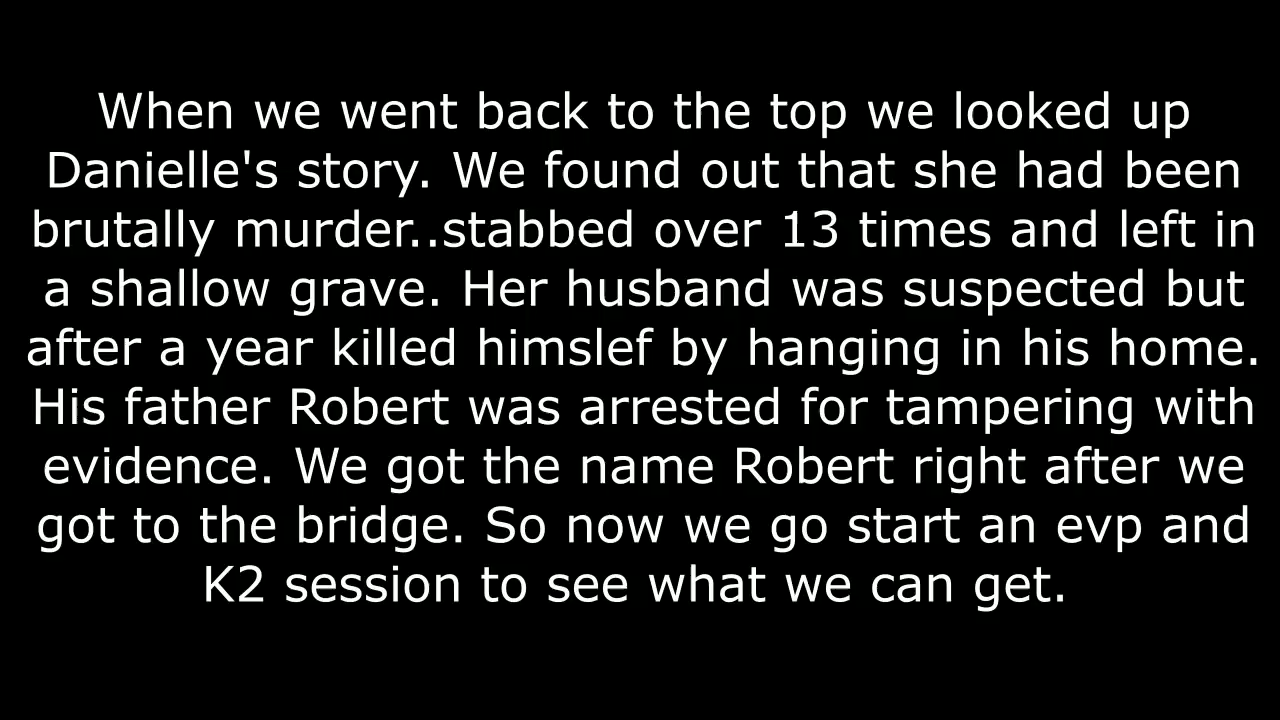 When we went back to the top we looked up
Danielle's story. We found out that she had been
brutally murder..stabbed over 13 times and left in
a shallow grave. Her husband was suspected but
after a year killed himslef by hanging in his home.
His father Robert was arrested for tampering with
evidence. We got the name Robert right after we
got to the bridge. So now we go start an evp and
K2 session to see what we can get.